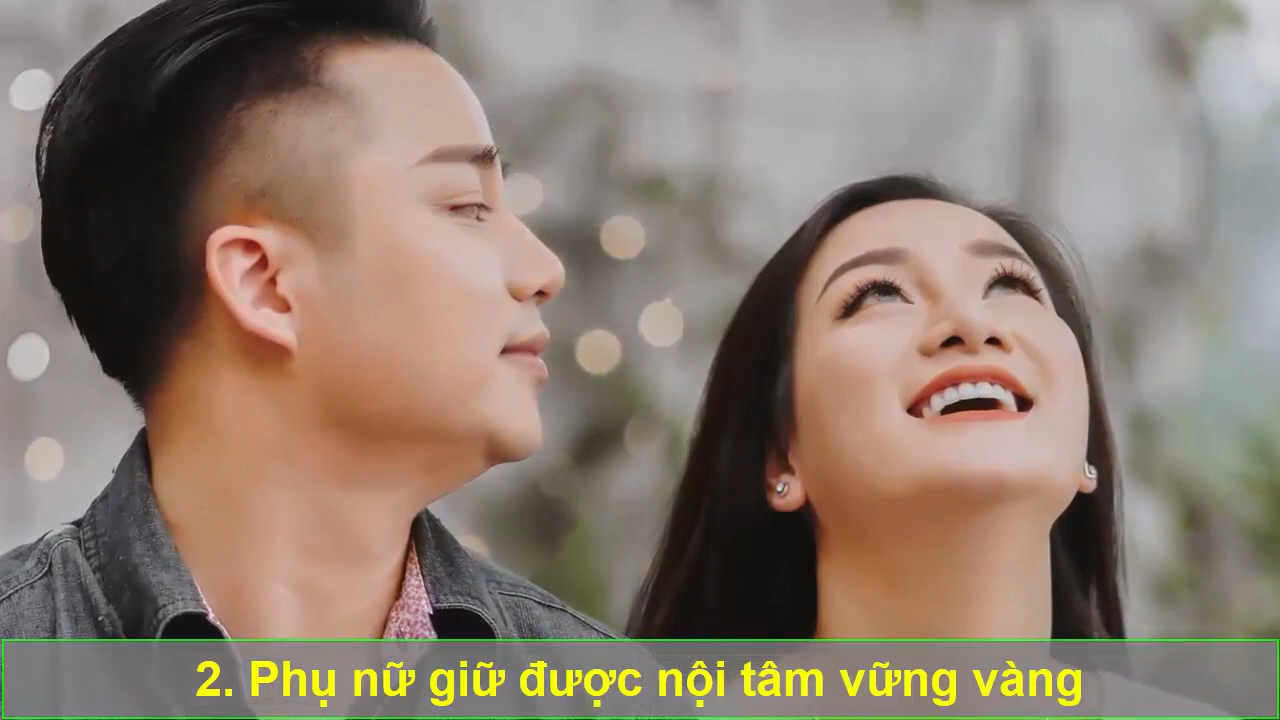 2. Phụ nữ giữ được nội tâm vững vàng